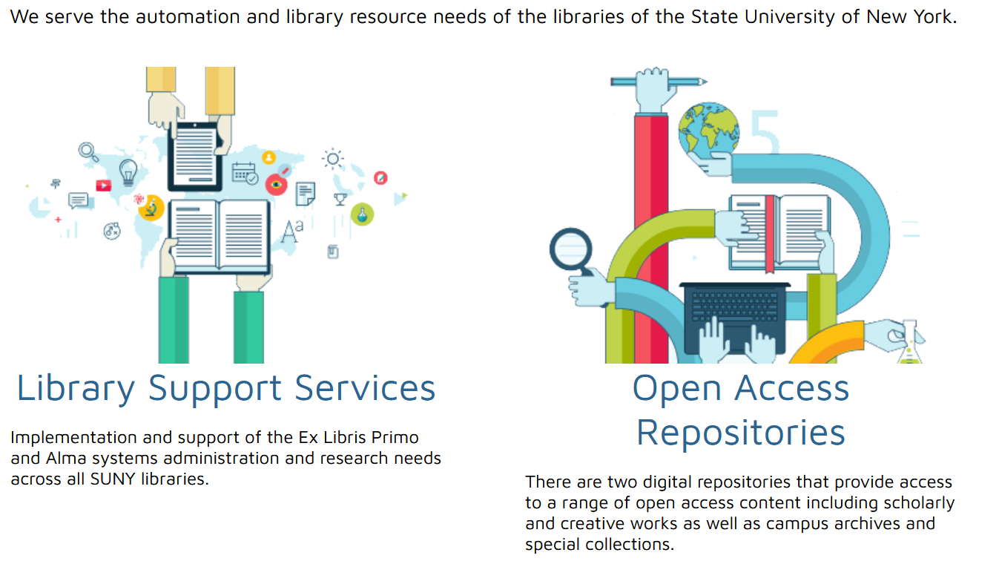 We serve the automation and library resource needs of the libraries of the State University of New York.
Aa
5
Library Support Services
Implementation and support of the Ex Libris Primo
and Alma systems administration and research needs
across all SUNY libraries.
Open Access
Repositories
There are two digital repositories that provide access
to a range of open access content including scholarly
and creative works as well as campus archives and
special collections.